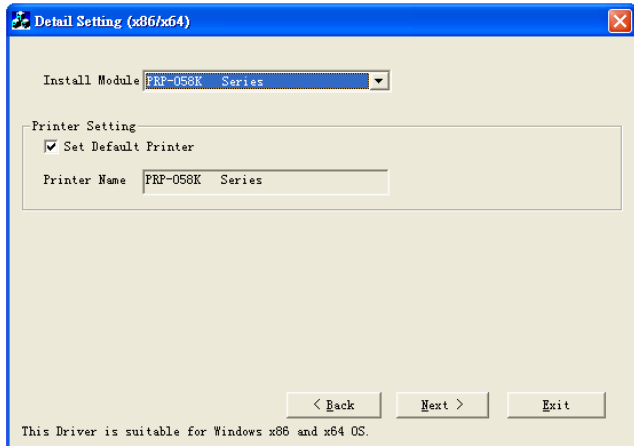 Detail Setting (x86/x64)
Install Module PRP-058K Series
Printer Setting
Set Default Printer
Printer Name PRP-058K Series
< Back Next > Exit
This Driver is suitable for Windows x86 and x64 OS.